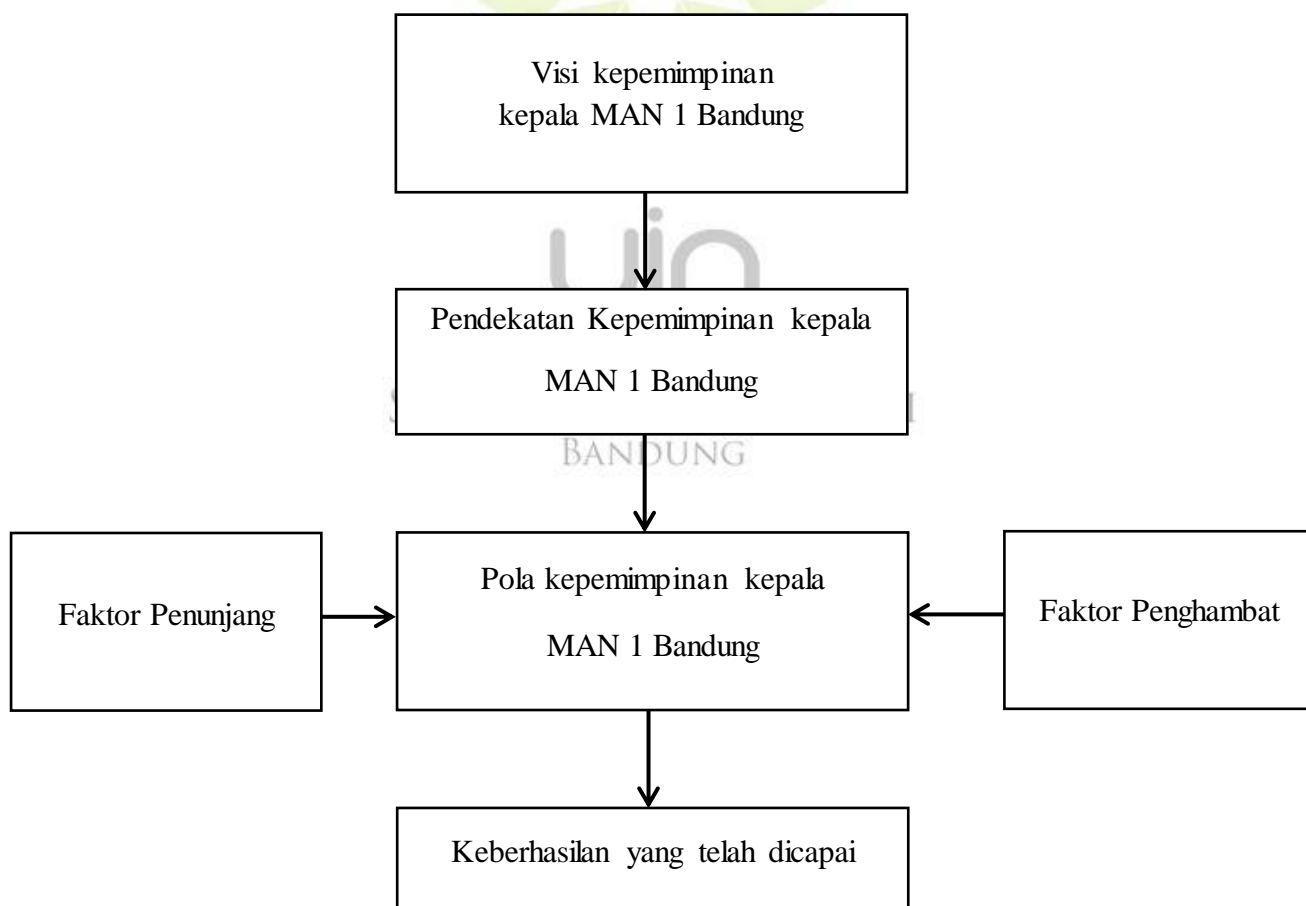 Visi kepemimpinan
kepala MAN 1 Bandung
uin
Pendekatan Kepemimpinan kepala
MAN 1 Bandung
BANDUNG
Faktor Penunjang
Pola kepemimpinan kepala
MAN 1 Bandung
Faktor Penghambat
Keberhasilan yang telah dicapai